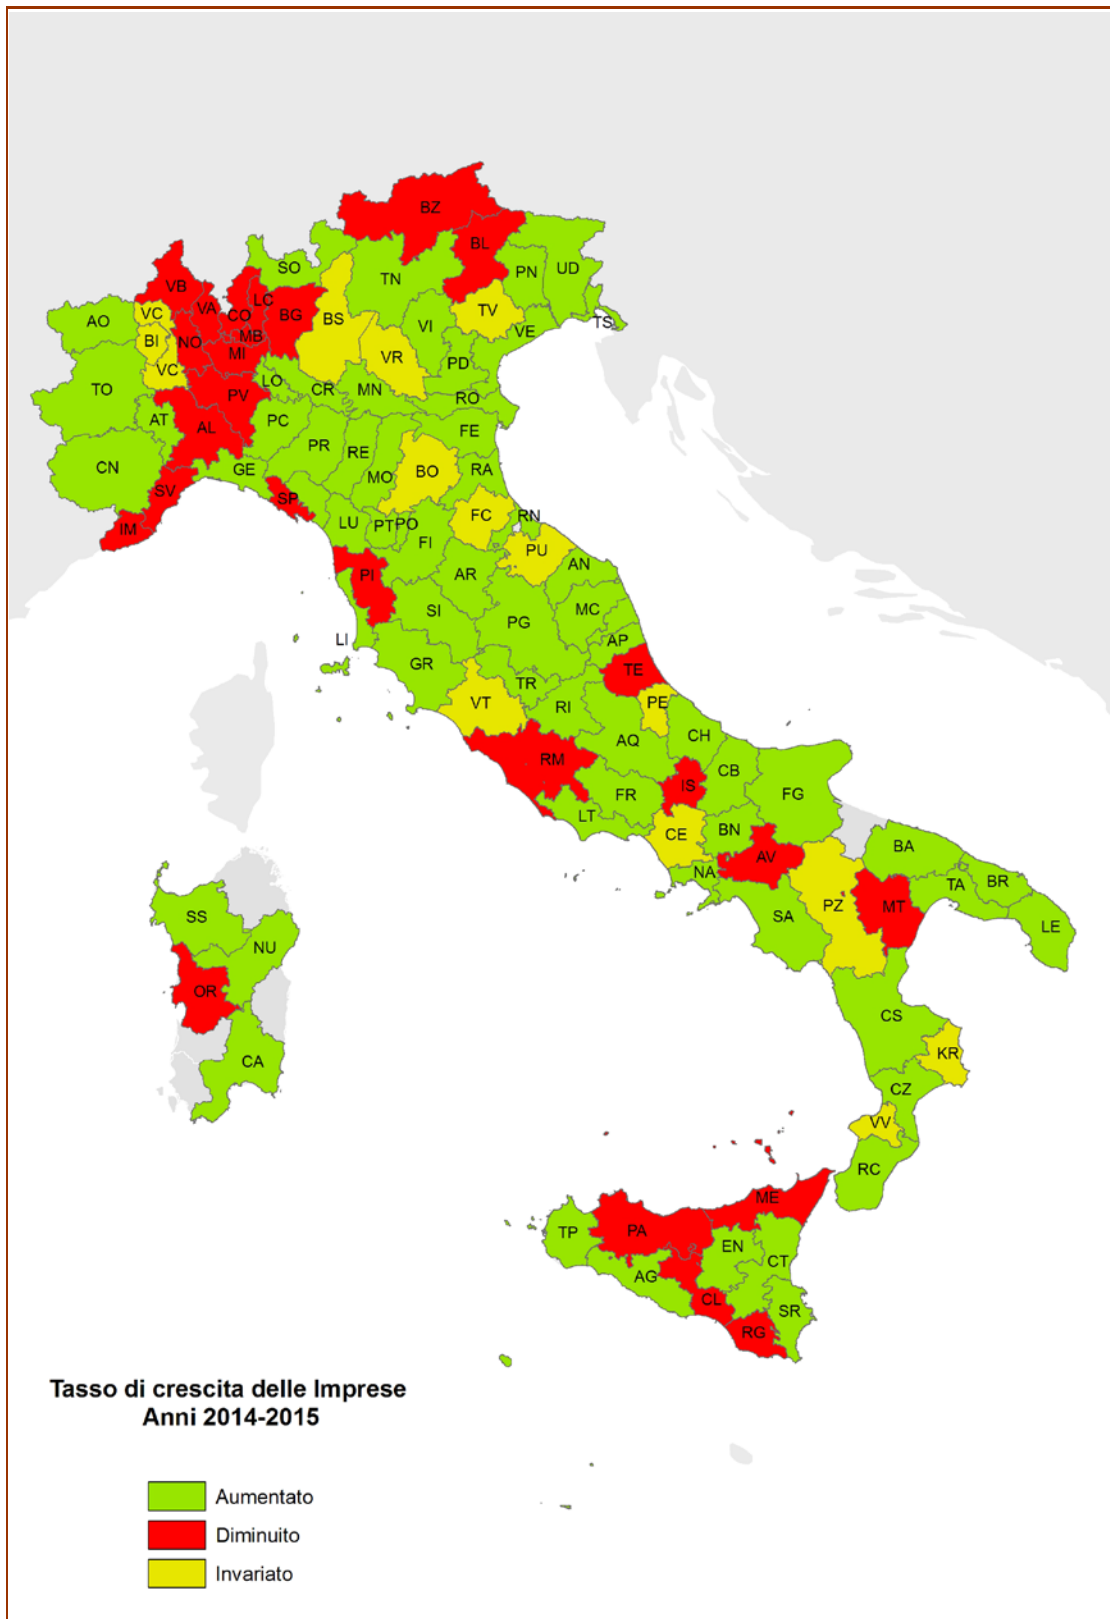 BZ
BL
SO
TN
PN
UD
VB
LC
VA
CO
BG
BS
TV
VC
AO
VI
VE
TS
MB
NO
BI
MI
VR
VC
PD
LO
TO
CR
MN
PV
RO
AT
PC
AL
FE
PR
RE
CN
GE
BO
RA
MO
SV
SP
FC
RN
LU
PT
PO
IM
FI
PU
AN
PI
AR
SI
MC
PG
LI
AP
GR
TE
TR
VT
RI
PE
AQ
CH
RM
CB
IS
FR
FG
LT
CE
BN
BA
AV
NA
TA
BR
SS
SA
PZ
MT
LE
NU
OR
CS
KR
CA
CZ
VV
RC
ME
TP
PA
EN
CT
AG
CL
SR
RG
Tasso di crescita delle Imprese
Anni 2014-2015
Aumentato
Diminuito
Invariato